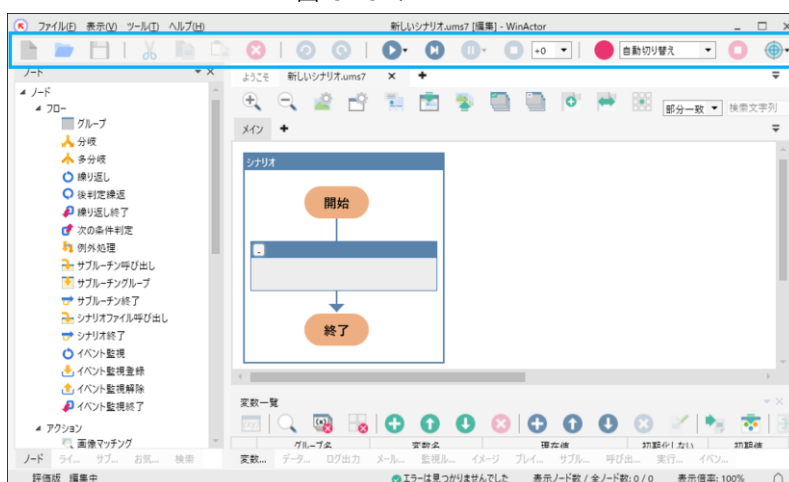 ファイル(F) 表示(V) ツール(T) ヘルプ(H) 新しいシナリオ.ums7 [編集] - WinActor
+0 自動切り替え
ノード
ようこそ 新しいシナリオ.ums7
ノード
フロー
グループ
分岐
多分岐
繰り返し
後判定繰返
繰り返し終了
次の条件判定
例外処理
サブルーチン呼び出し
サブルーチングループ
サブルーチン終了
シナリオファイル呼び出し
シナリオ終了
イベント監視
イベント監視登録
イベント監視解除
イベント監視終了
アクション
画像マッチング
ノード ライ... サブ... お気... 検索
部分一致 検索文字列
メイン
シナリオ
開始
終了
変数一覧
グループ名 変数名 現在値 初期化しない 初期値
変数... データ... ログ出力 メール... 監視ル... イメージ ブレイ... サブル... 呼び出... 実行... イベン...
評価版 編集中 エラーは見つかりませんでした 表示ノード数 / 全ノード数: 0 / 0 表示倍率: 100%